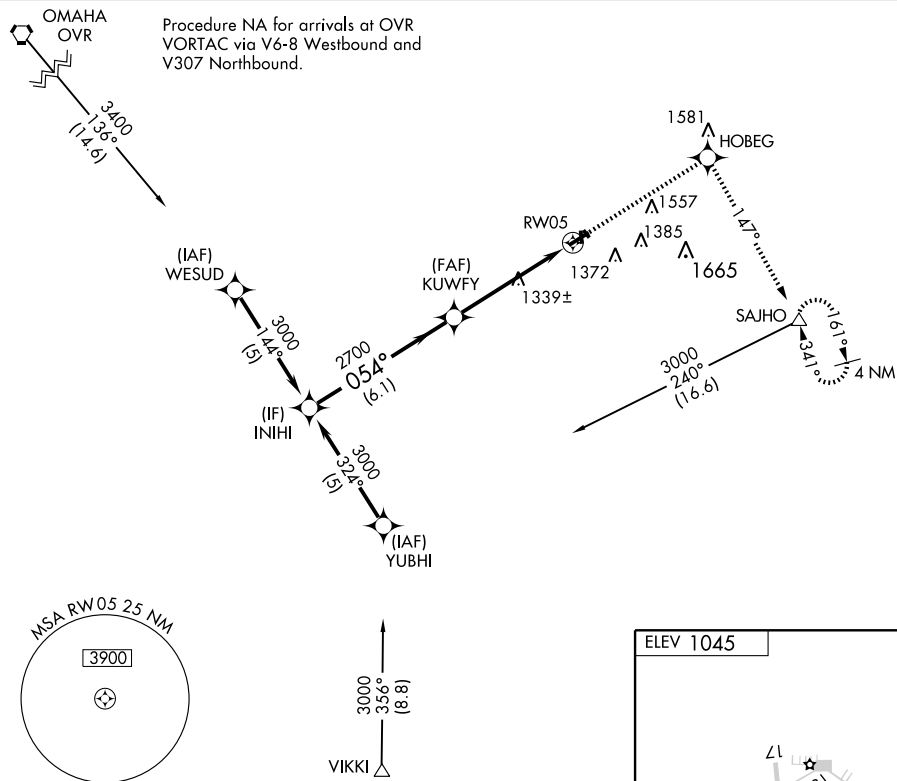 OMAHA
OVR
Procedure NA for arrivals at OVR
VORTAC via V6-8 Westbound and
V307 Northbound.
3400
136°
(14.6)
1581
HOBEG
1557
RW05
1385
1372
1665
147°
(IAF)
WESUD
(FAF)
KUWFY
1339±
SAJHO
161°
341°
4 NM
3000
144°
(5)
2700
054°
(6.1)
3000
240°
(16.6)
(IF)
INIHI
3000
324°
(5)
(IAF)
YUBHI
MSA RW05 25 NM
3900
3000
356°
(8.8)
VIKKI
ELEV 1045
17